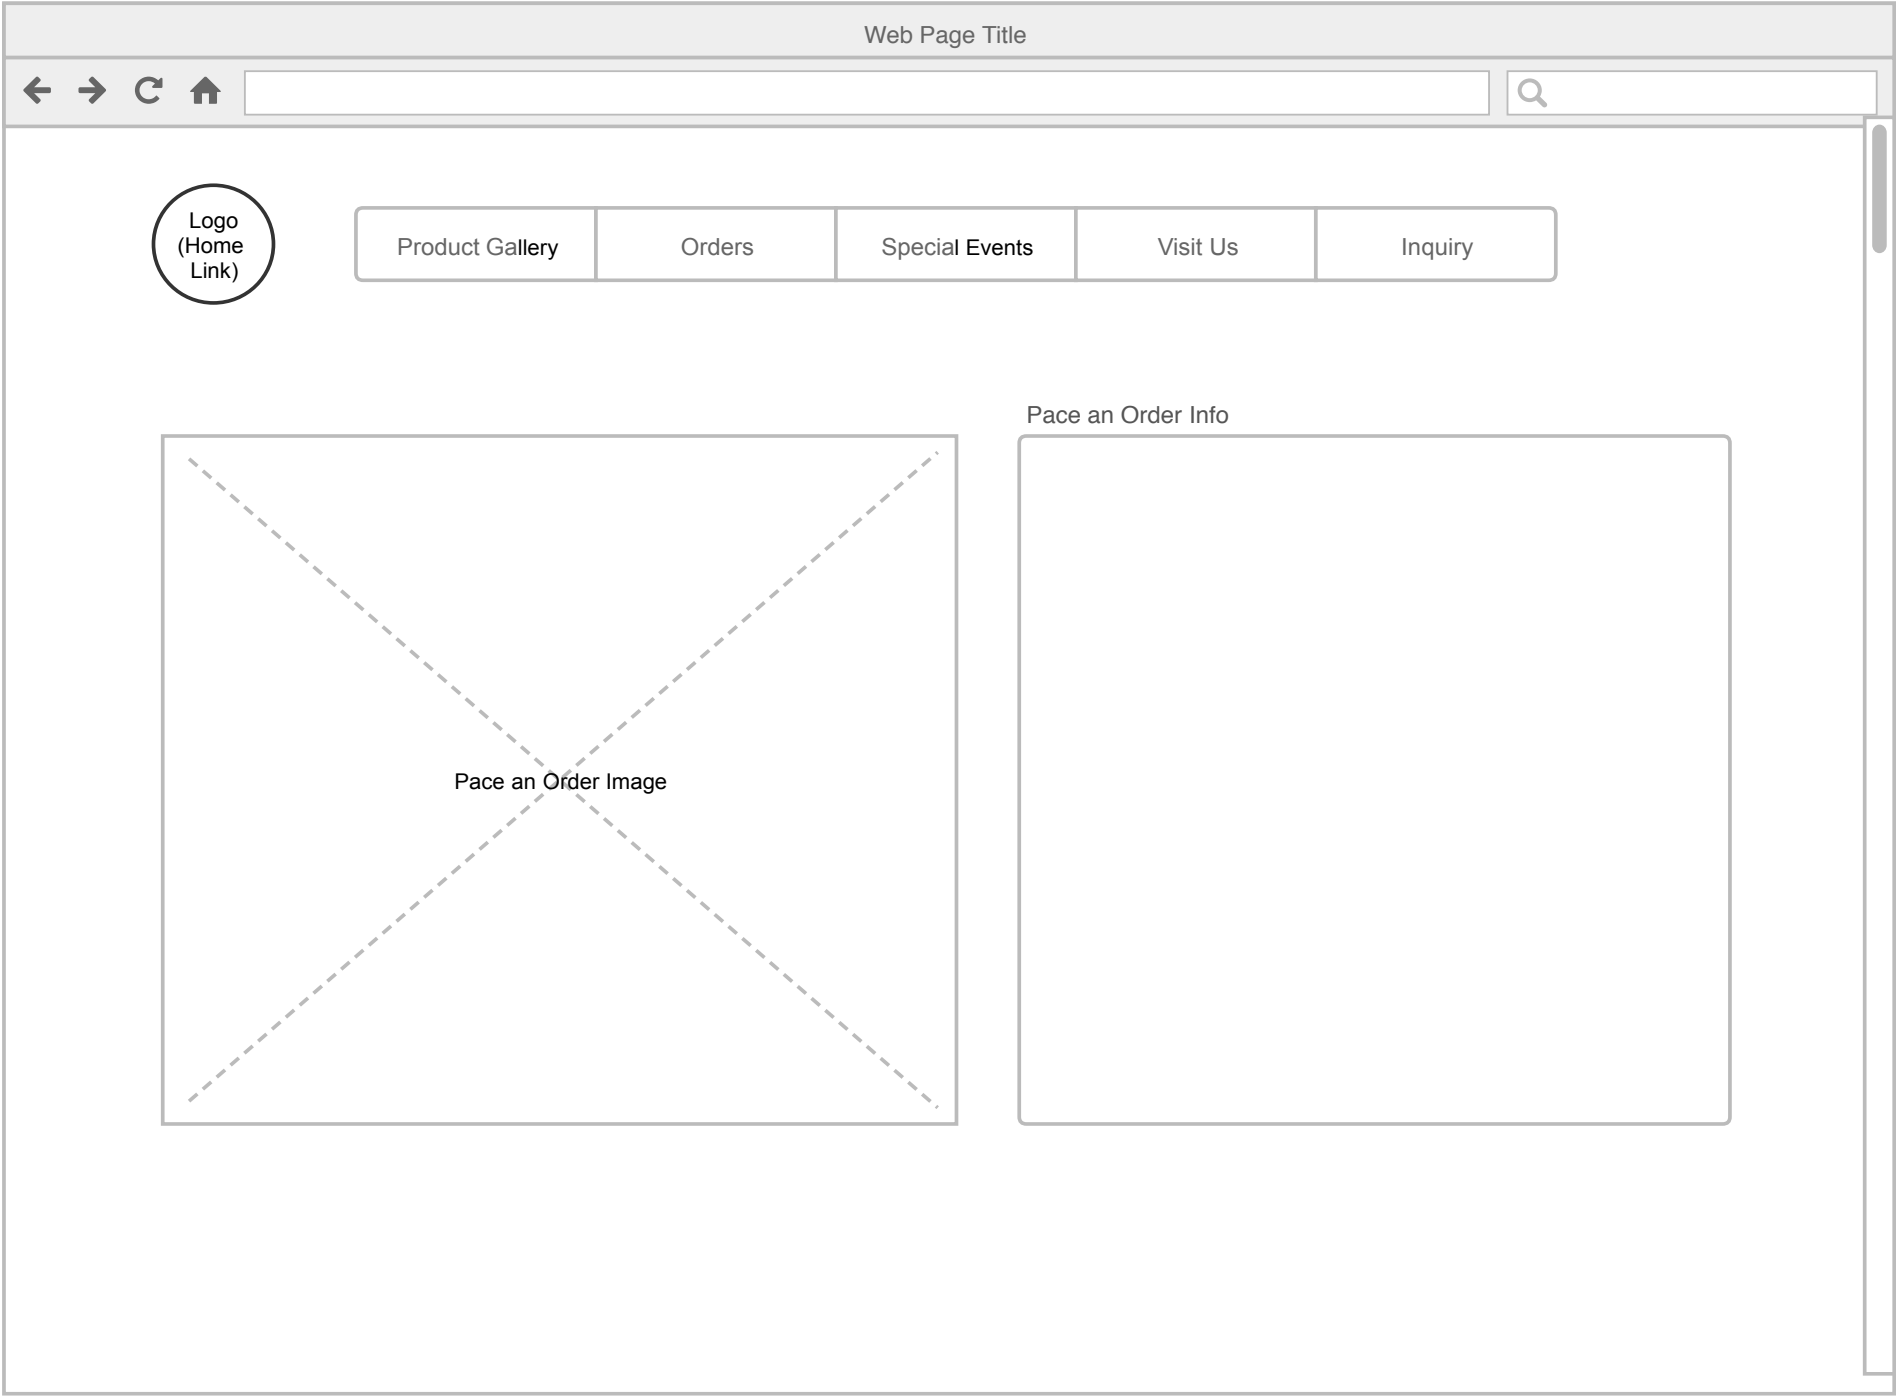 Web Page Title
Logo
(Home
Link)
Product Gallery
Orders
Special Events
Visit Us
Inquiry
Pace an Order Info
Pace an Order Image